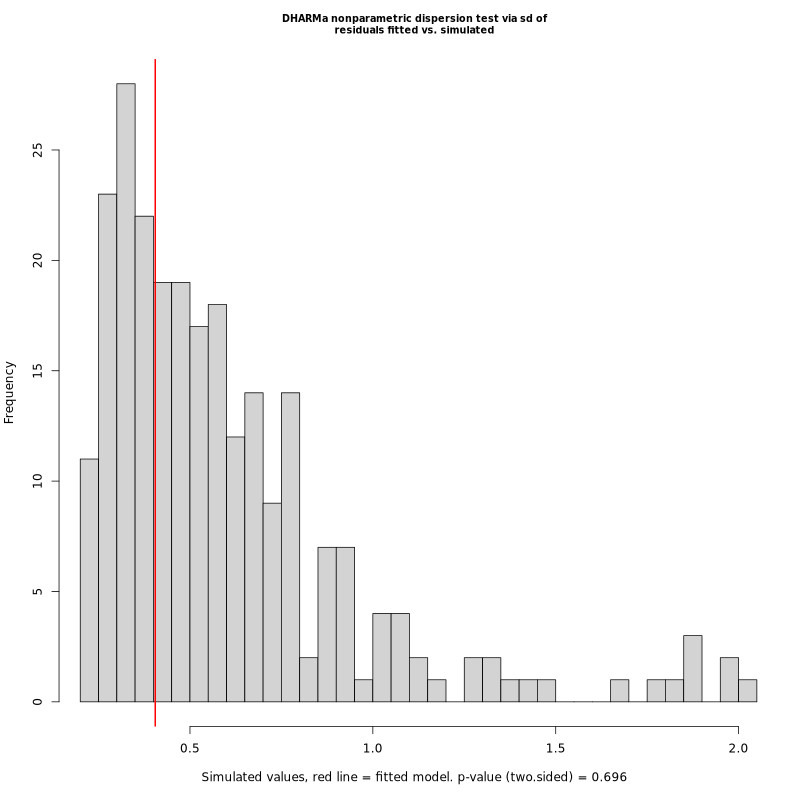 DHARMa nonparametric dispersion test via sd of
residuals fitted vs. simulated
Frequency
25
20
15
10
5
0
0.5 1.0 1.5 2.0
Simulated values, red line = fitted model. p-value (two.sided) = 0.696